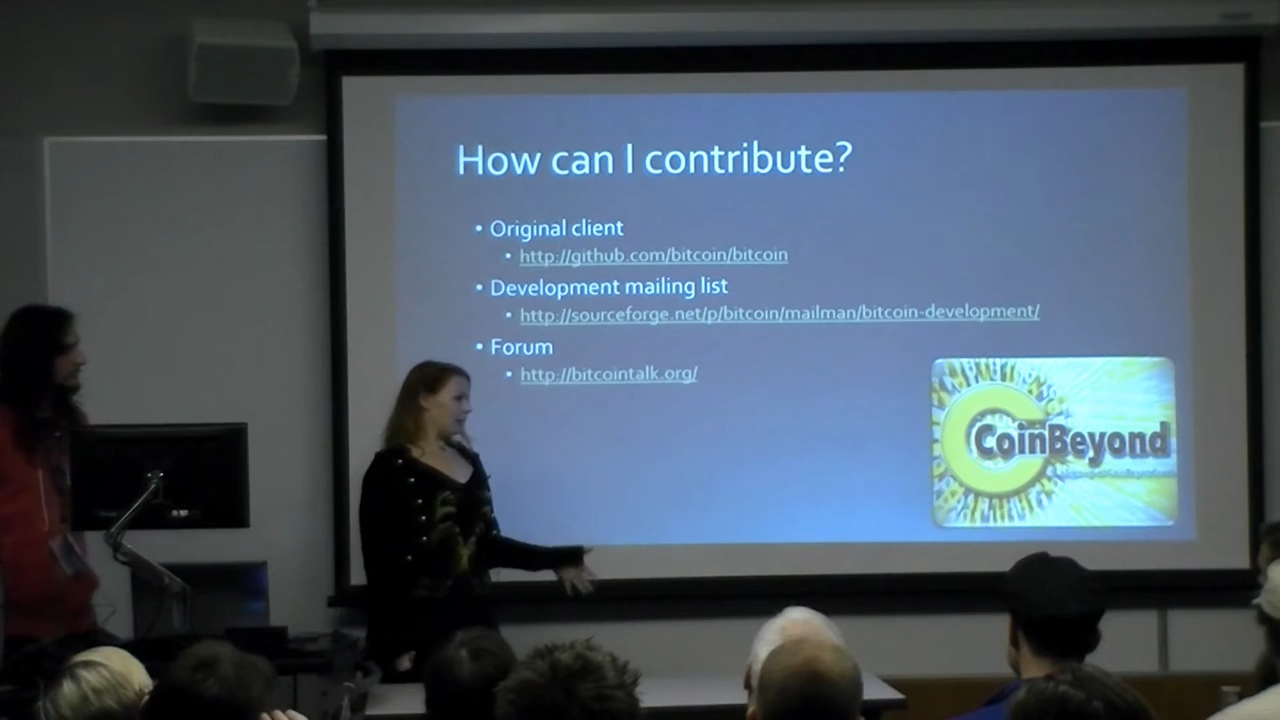 How can I contribute?
• Original client
• http://github.com/bitcoin/bitcoin
• Development mailing list
• http://sourceforge.net/p/bitcoin/mailman/bitcoin-development/
• Forum
• http://bitcointalk.org/
CoinBeyond